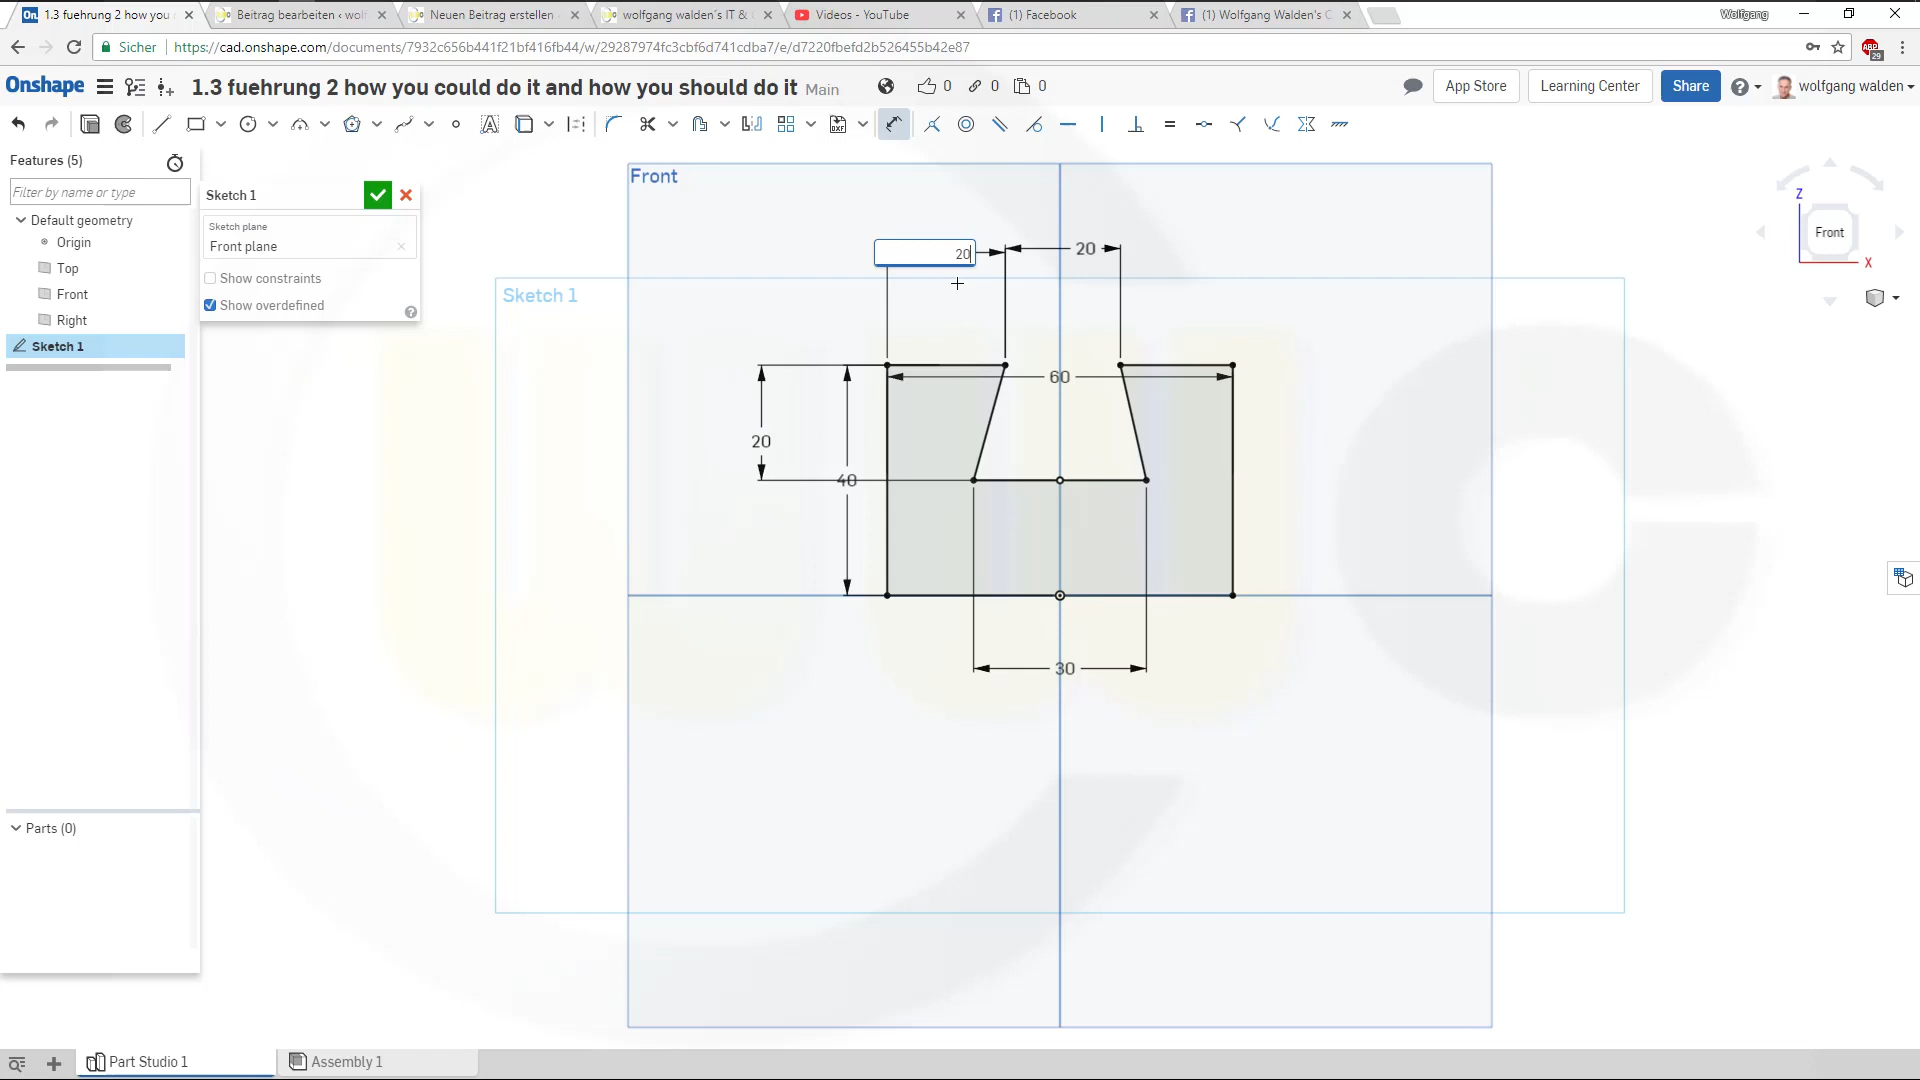 1.3 fuehrung 2 how you
Beitrag bearbeiten ‹ wolf
Neuen Beitrag erstellen
wolfgang walden´s IT &
Videos - YouTube
(1) Facebook
(1) Wolfgang Walden's C
Wolfgang
Sicher
https://cad.onshape.com/documents/7932c656b441f21bf416fb44/w/29287974fc3cbf6d741cdba7/e/d7220fbefd2b526455b42e87
ABP
29
Onshape
1.3 fuehrung 2 how you could do it and how you should do it Main
0
0
0
App Store
Learning Center
Share
wolfgang walden
DXF
Features (5)
Filter by name or type
Default geometry
Origin
Top
Front
Right
Sketch 1
Sketch 1
Sketch plane
Front plane
Show constraints
Show overdefined
Front
Sketch 1
20
20
60
20
40
30
Z
Front
X
Parts (0)
Part Studio 1
Assembly 1